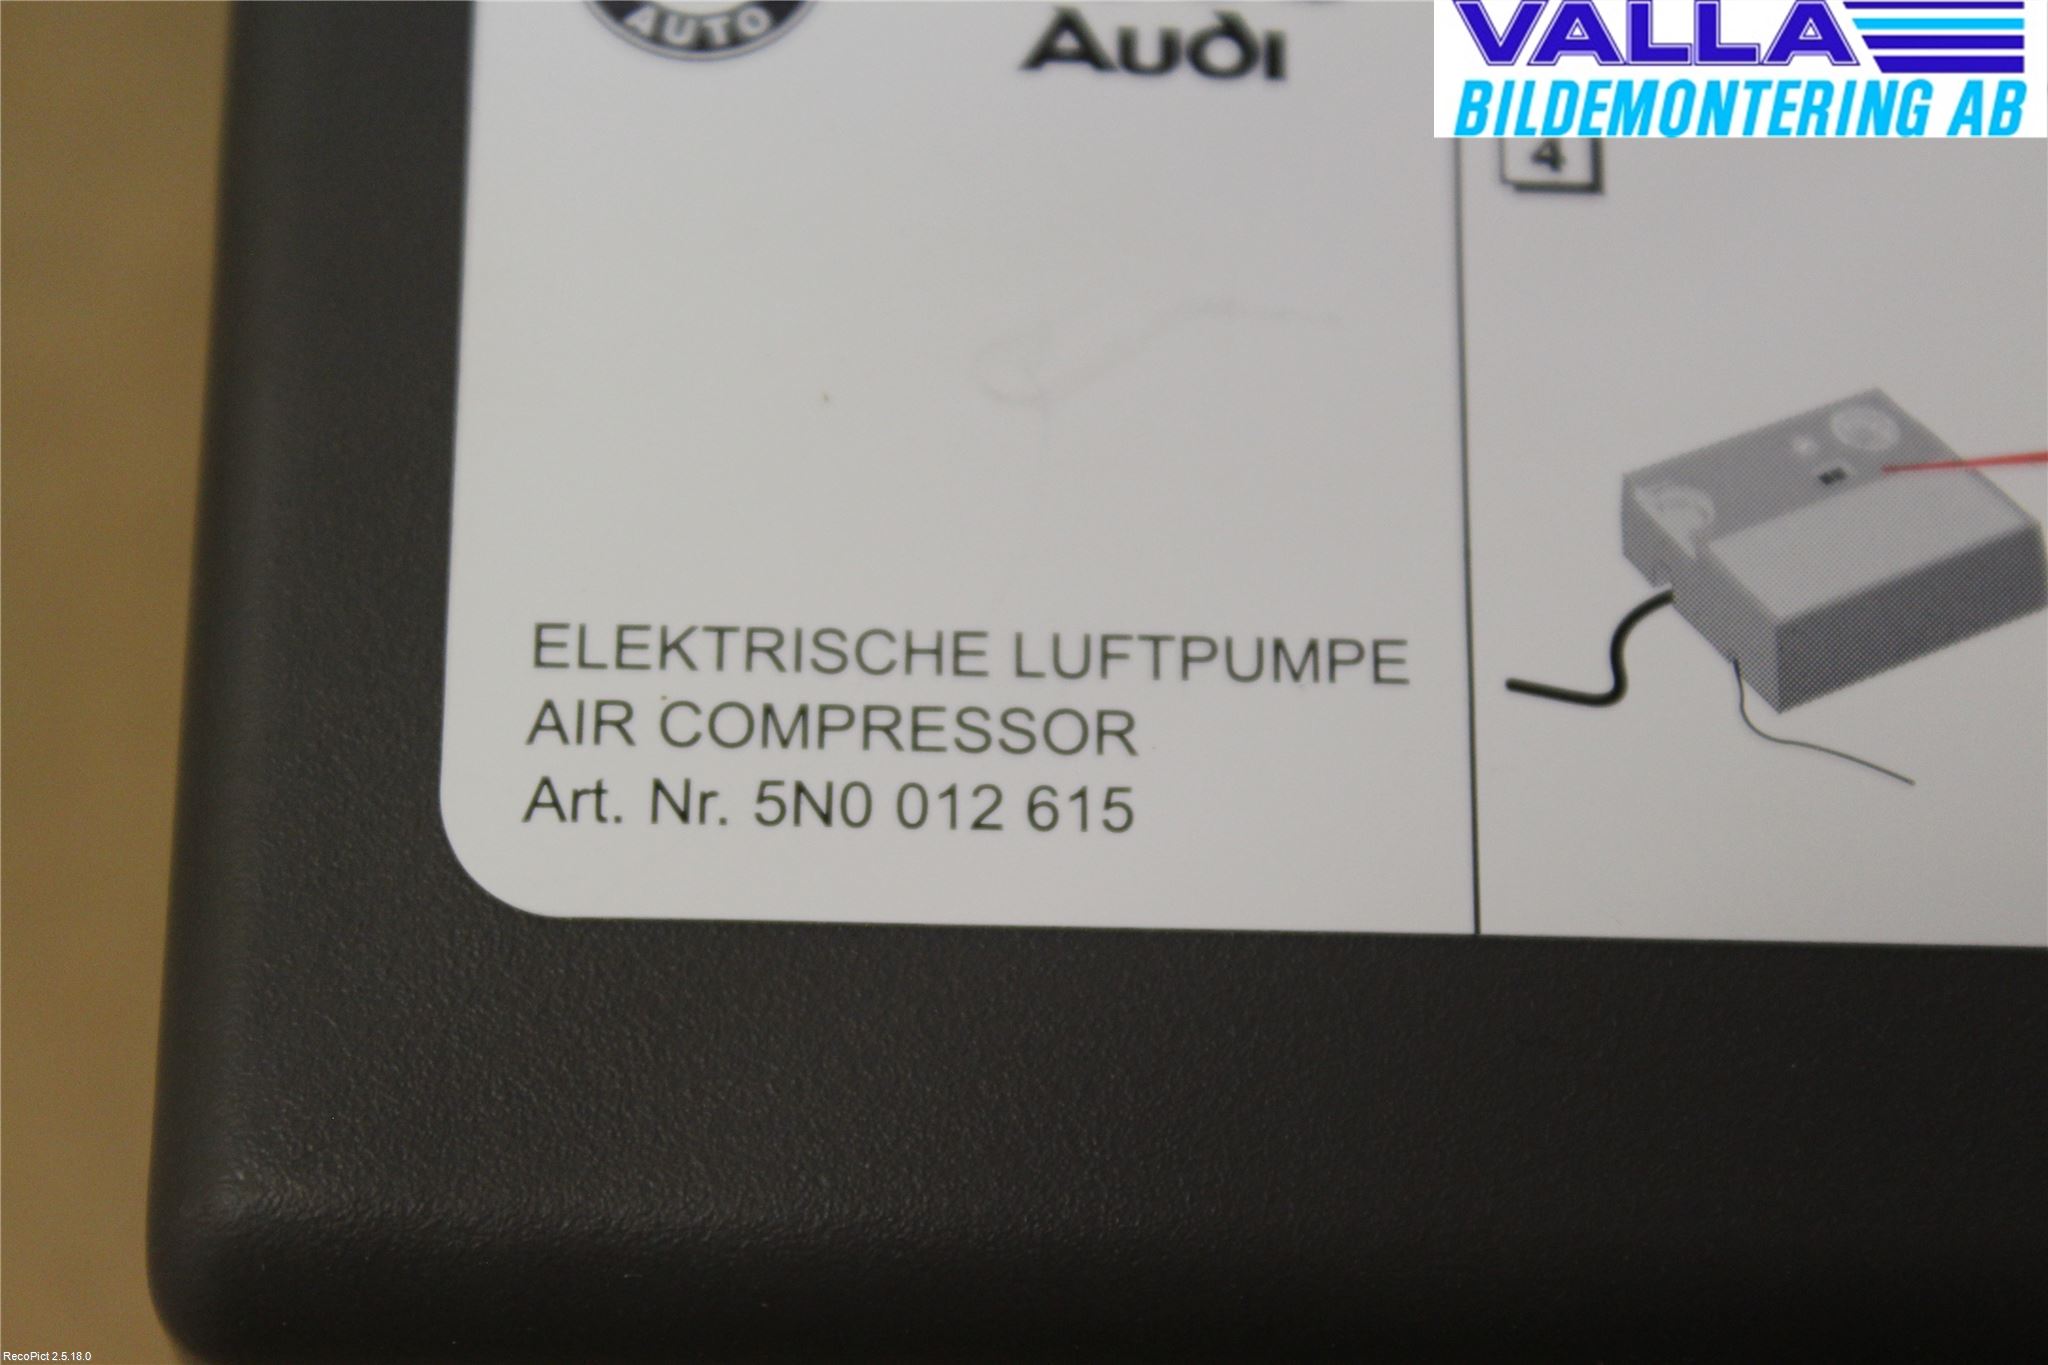 AUTO
Audi
VALLA
BILDEMONTERING AB
4
ELEKTRISCHE LUFTPUMPE
AIR COMPRESSOR
Art. Nr. 5N0 012 615
RecoPict 2.5.18.0